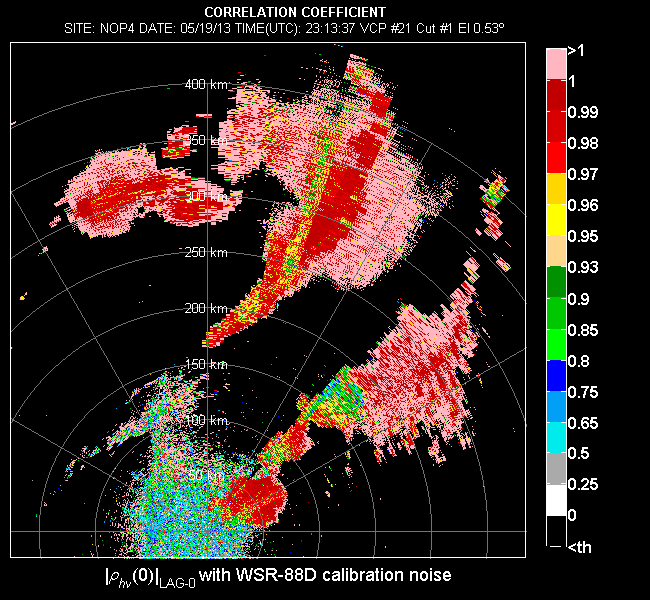 CORRELATION COEFFICIENT
SITE: NOP4 DATE: 05/19/13 TIME(UTC): 23:13:37 VCP #21 Cut #1 El 0.53º
400 km
350 km
300 km
250 km
200 km
150 km
100 km
50 km
>1
1
0.99
0.98
0.97
0.96
0.95
0.93
0.9
0.85
0.8
0.75
0.65
0.5
0.25
0
<th
|ρhv(0)|LAG-0 with WSR-88D calibration noise